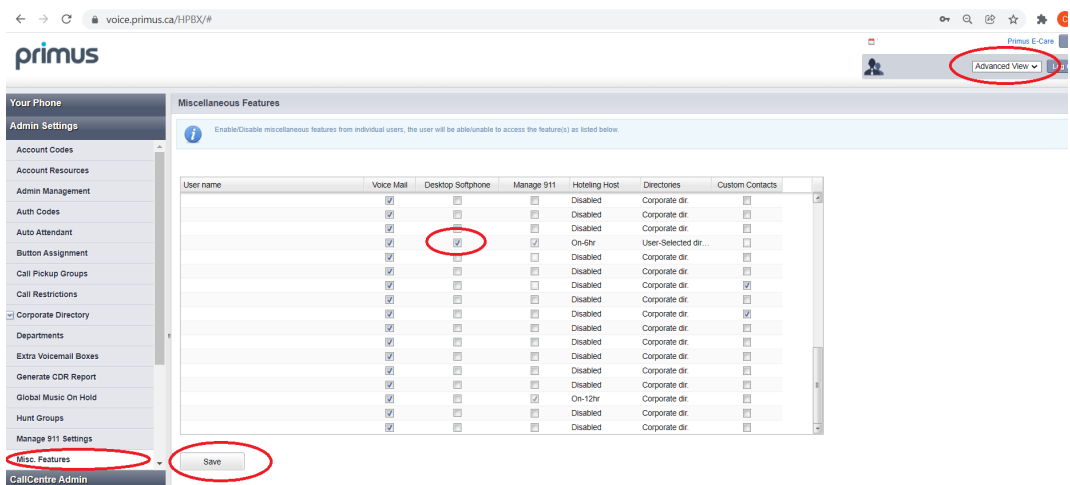 voice.primus.ca/HPBX/#
primus
Primus E-Care
Advanced View
Your Phone
Admin Settings
Account Codes
Account Resources
Admin Management
Auth Codes
Auto Attendant
Button Assignment
Call Pickup Groups
Call Restrictions
Corporate Directory
Departments
Extra Voicemail Boxes
Generate CDR Report
Global Music On Hold
Hunt Groups
Manage 911 Settings
Misc. Features
CallCentre Admin
Miscellaneous Features
Enable/Disable miscellaneous features from individual users, the user will be able/unable to access the feature(s) as listed below.
User name Voice Mail Desktop Softphone Manage 911 Hoteling Host Directories Custom Contacts
Disabled Corporate dir.
Disabled Corporate dir.
Disabled Corporate dir.
On-6hr User-Selected dir...
Disabled Corporate dir.
Disabled Corporate dir.
Disabled Corporate dir.
Disabled Corporate dir.
Disabled Corporate dir.
Disabled Corporate dir.
Disabled Corporate dir.
Disabled Corporate dir.
Disabled Corporate dir.
Disabled Corporate dir.
On-12hr Corporate dir.
Disabled Corporate dir.
Disabled Corporate dir.
Save